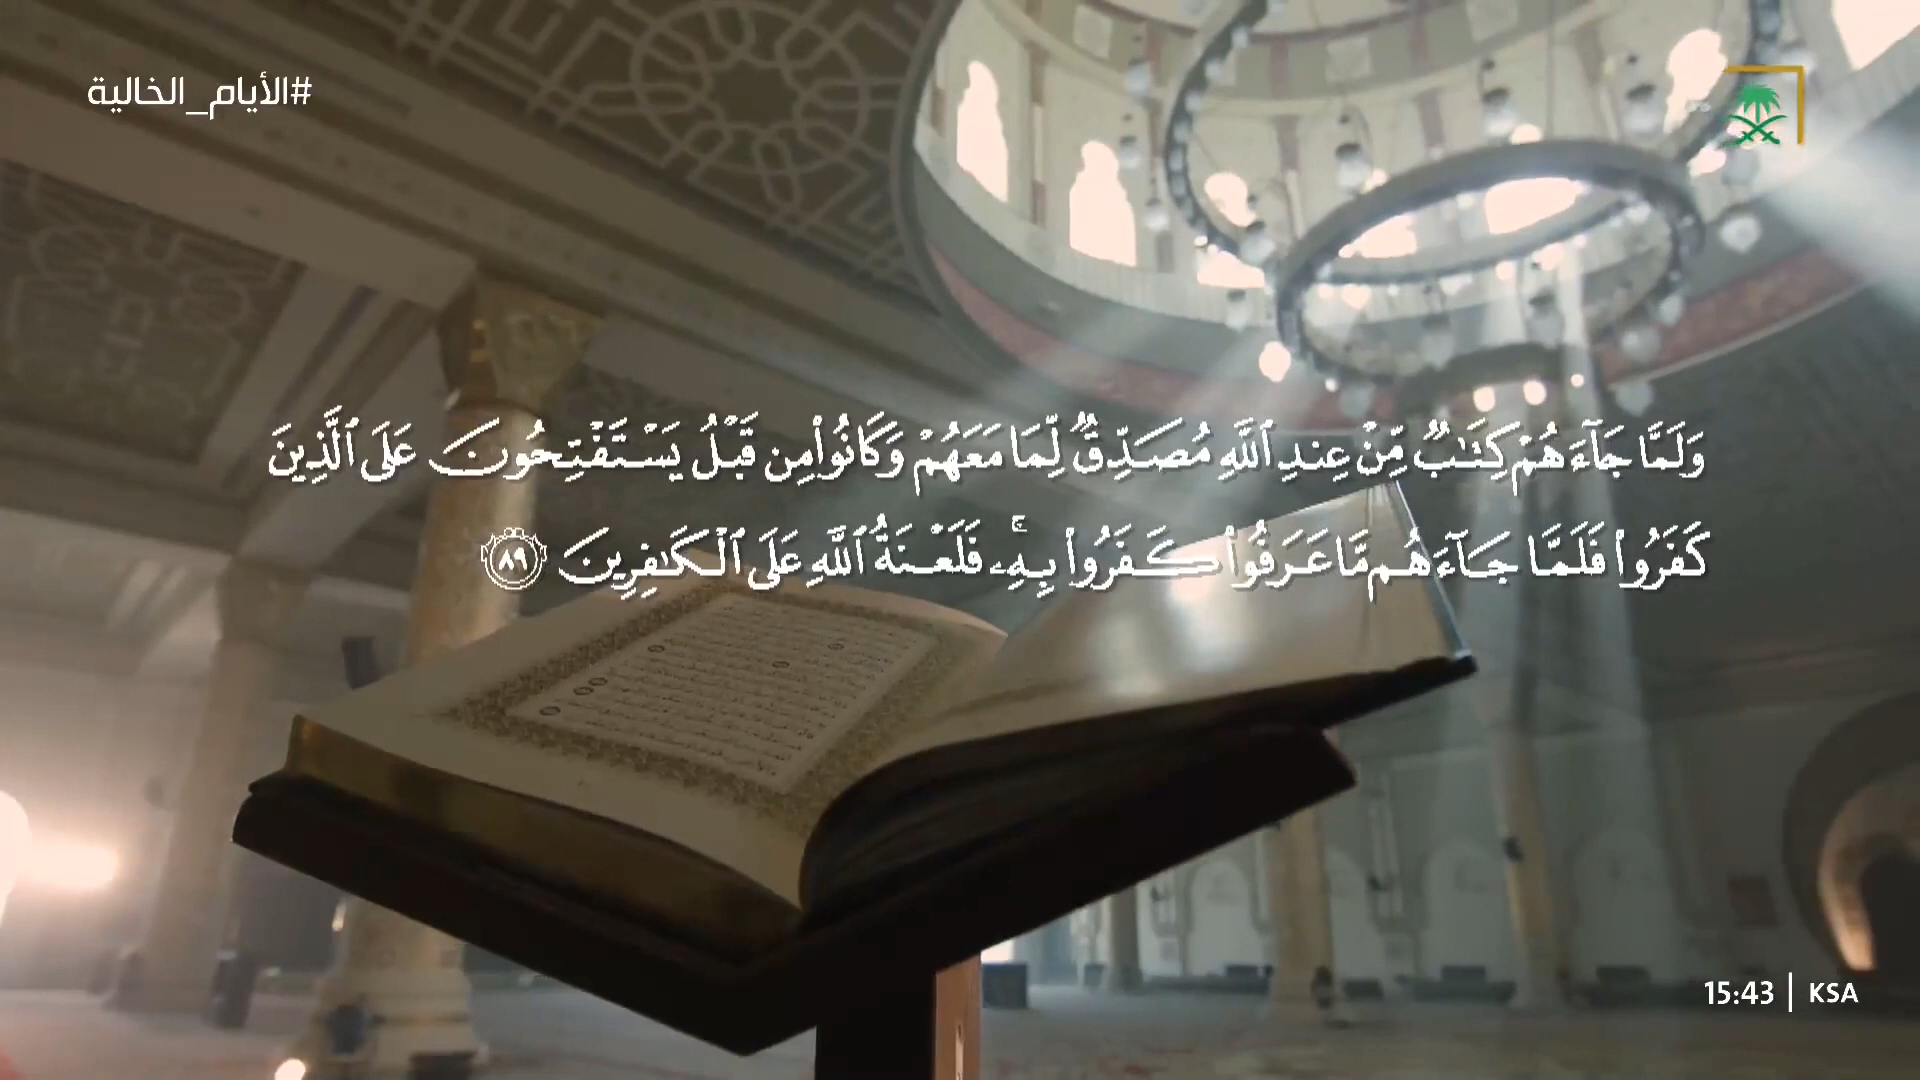 #الأيام_الخالية
وَلَمَّا جَآءَهُمْ كِتَٰبٌ مِّنْ عِندِ ٱللَّهِ مُصَدِّقٌ لِّمَا مَعَهُمْ وَكَانُوا۟ مِن قَبْلُ يَسْتَفْتِحُونَ عَلَى ٱلَّذِينَ
كَفَرُوا۟ فَلَمَّا جَآءَهُم مَّا عَرَفُوا۟ كَفَرُوا۟ بِهِۦ ۚ فَلَعْنَةُ ٱللَّهِ عَلَى ٱلْكَٰفِرِينَ ٨٩
15:43 | KSA